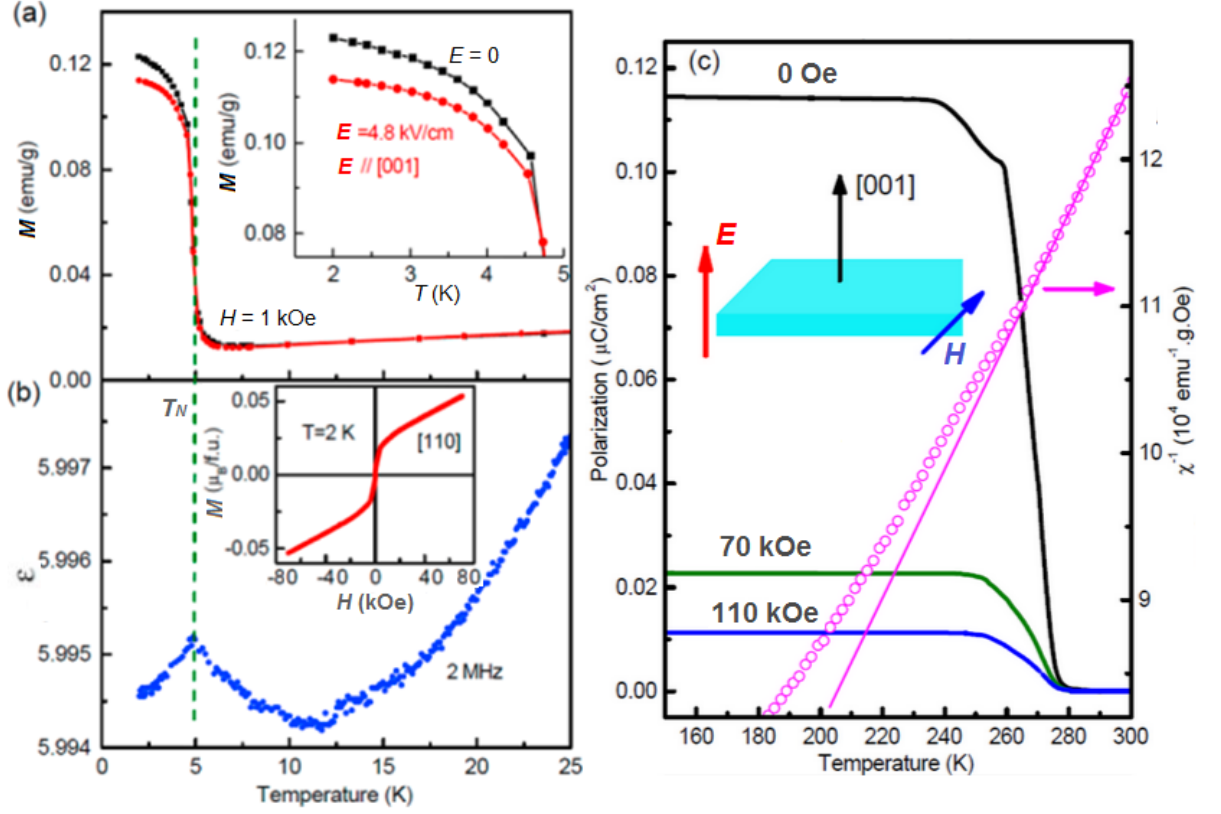 (a)
0.12
0.08
0.04
0.00
M (emu/g)
0.12
0.10
0.08
M (emu/g)
E = 0
E =4.8 kV/cm
E // [001]
2 3 4 5
T (K)
H = 1 kOe
(b)
T_N
5.997
5.996
5.995
5.994
ε
0.05
0.00
-0.05
M (μ_B/f.u.)
T=2 K
[110]
-80 -40 0 40 80
H (kOe)
2 MHz
0 5 10 15 20 25
Temperature (K)
(c)
0.12
0.10
0.08
0.06
0.04
0.02
0.00
Polarization ( μC/cm²)
0 Oe
[001]
E
H
70 kOe
110 kOe
12
11
10
9
χ⁻¹ (10⁴ emu⁻¹.g.Oe)
160 180 200 220 240 260 280 300
Temperature (K)